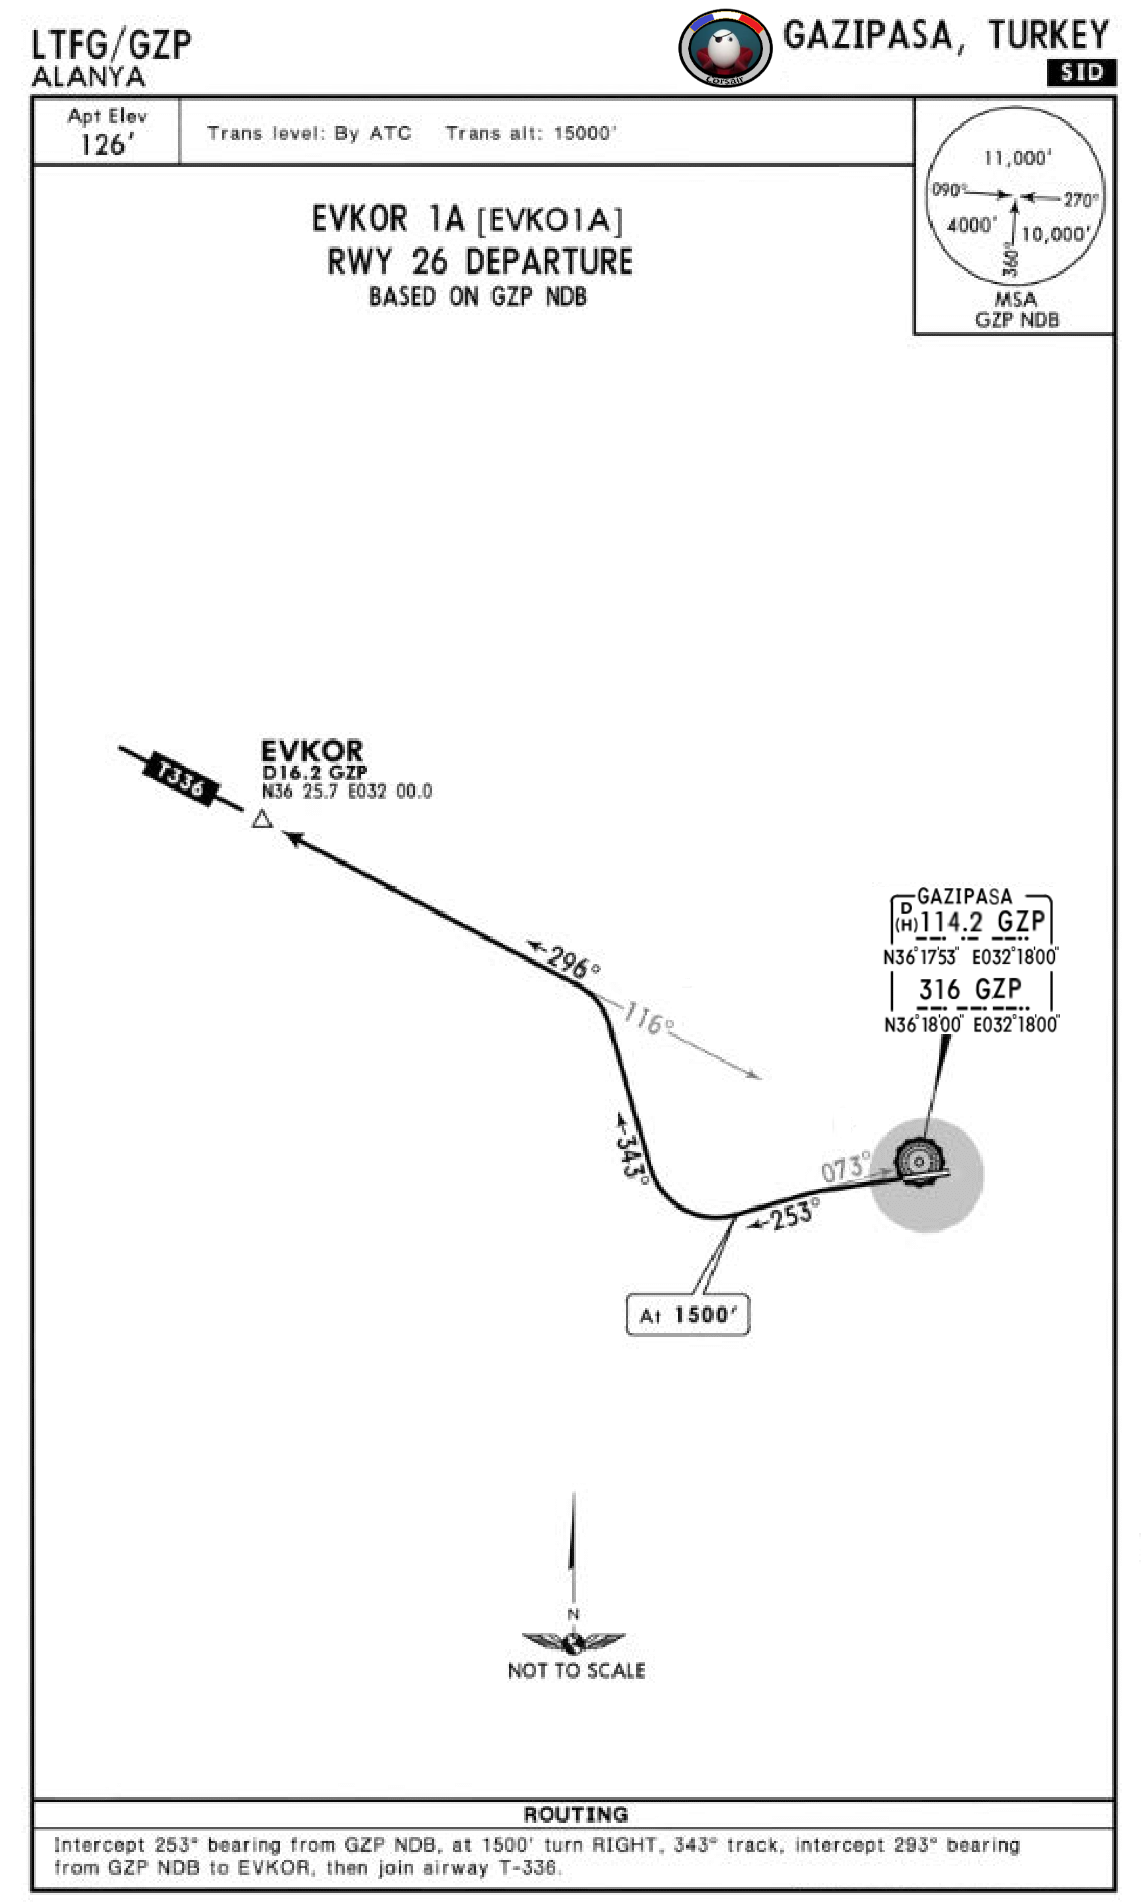 LTFG/GZP
ALANYA
Corsair
GAZIPASA, TURKEY
SID
Apt Elev
126'
Trans level: By ATC Trans alt: 15000'
11,000'
090°
270°
4000'
10,000'
360°
MSA
GZP NDB
EVKOR 1A [EVKO1A]
RWY 26 DEPARTURE
BASED ON GZP NDB
T336
EVKOR
D16.2 GZP
N36 25.7 E032 00.0
296°
116°
GAZIPASA
D
(H) 114.2 GZP
N36°17'53" E032°18'00"
316 GZP
N36°18'00" E032°18'00"
343°
073°
253°
At 1500'
N
NOT TO SCALE
ROUTING
Intercept 253° bearing from GZP NDB, at 1500' turn RIGHT, 343° track, intercept 293° bearing
from GZP NDB to EVKOR, then join airway T-336.